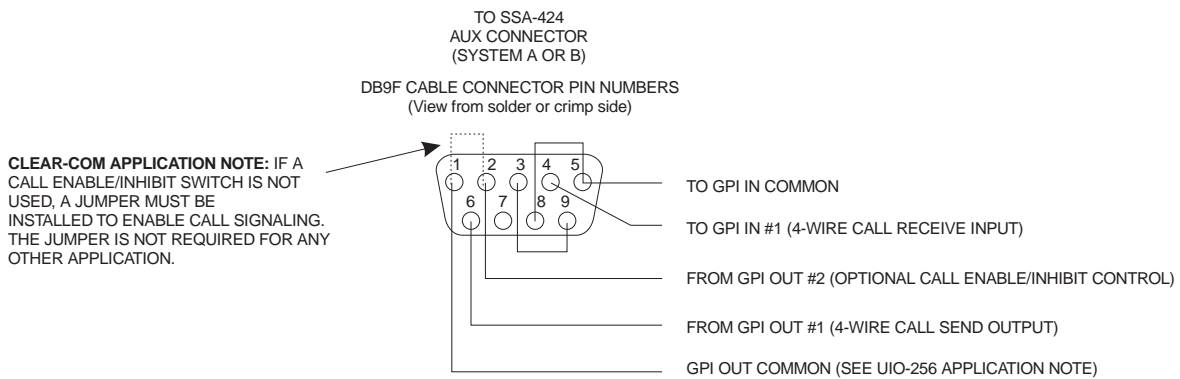 TO SSA-424
AUX CONNECTOR
(SYSTEM A OR B)
DB9F CABLE CONNECTOR PIN NUMBERS
(View from solder or crimp side)
CLEAR-COM APPLICATION NOTE: IF A
CALL ENABLE/INHIBIT SWITCH IS NOT
USED, A JUMPER MUST BE
INSTALLED TO ENABLE CALL SIGNALING.
THE JUMPER IS NOT REQUIRED FOR ANY
OTHER APPLICATION.
1 2 3 4 5
6 7 8 9
TO GPI IN COMMON
TO GPI IN #1 (4-WIRE CALL RECEIVE INPUT)
FROM GPI OUT #2 (OPTIONAL CALL ENABLE/INHIBIT CONTROL)
FROM GPI OUT #1 (4-WIRE CALL SEND OUTPUT)
GPI OUT COMMON (SEE UIO-256 APPLICATION NOTE)